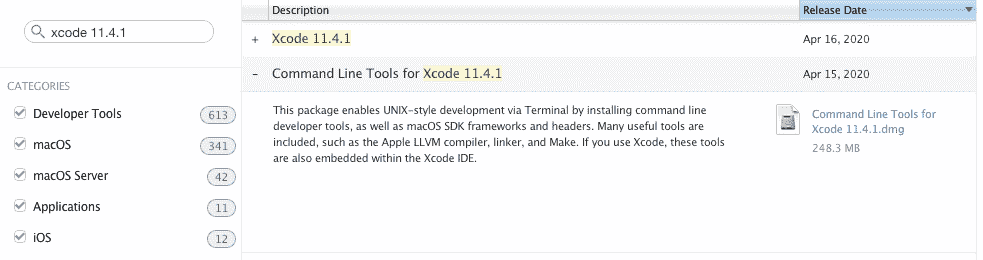 xcode 11.4.1
CATEGORIES
Developer Tools 613
macOS 341
macOS Server 42
Applications 11
iOS 12
Description Release Date
+ Xcode 11.4.1 Apr 16, 2020
- Command Line Tools for Xcode 11.4.1 Apr 15, 2020
This package enables UNIX-style development via Terminal by installing command line
developer tools, as well as macOS SDK frameworks and headers. Many useful tools are
included, such as the Apple LLVM compiler, linker, and Make. If you use Xcode, these tools
are also embedded within the Xcode IDE.
Command Line Tools for
Xcode 11.4.1.dmg
248.3 MB